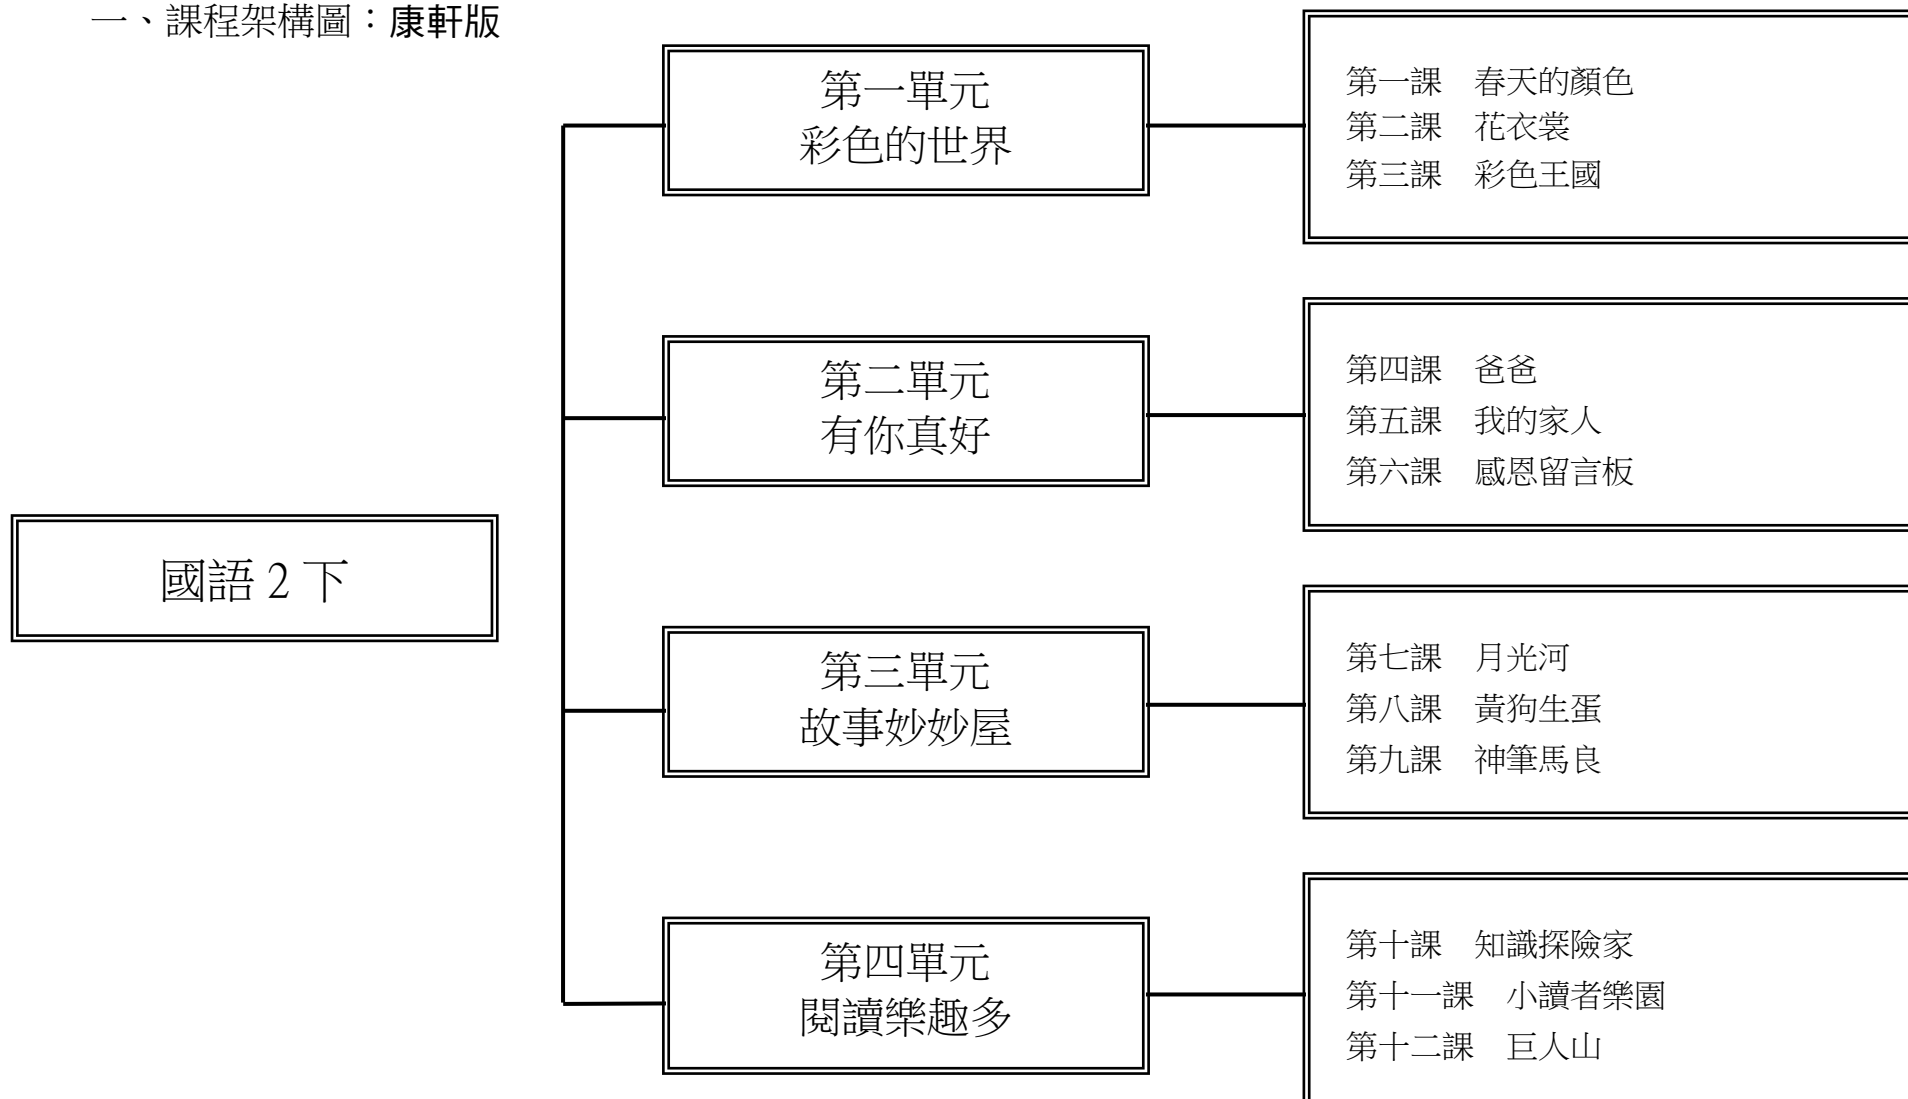 一、課程架構圖：康軒版
國語 2 下
第一單元
彩色的世界
第一課　春天的顏色
第二課　花衣裳
第三課　彩色王國
第二單元
有你真好
第四課　爸爸
第五課　我的家人
第六課　感恩留言板
第三單元
故事妙妙屋
第七課　月光河
第八課　黃狗生蛋
第九課　神筆馬良
第四單元
閱讀樂趣多
第十課　知識探險家
第十一課　小讀者樂園
第十二課　巨人山